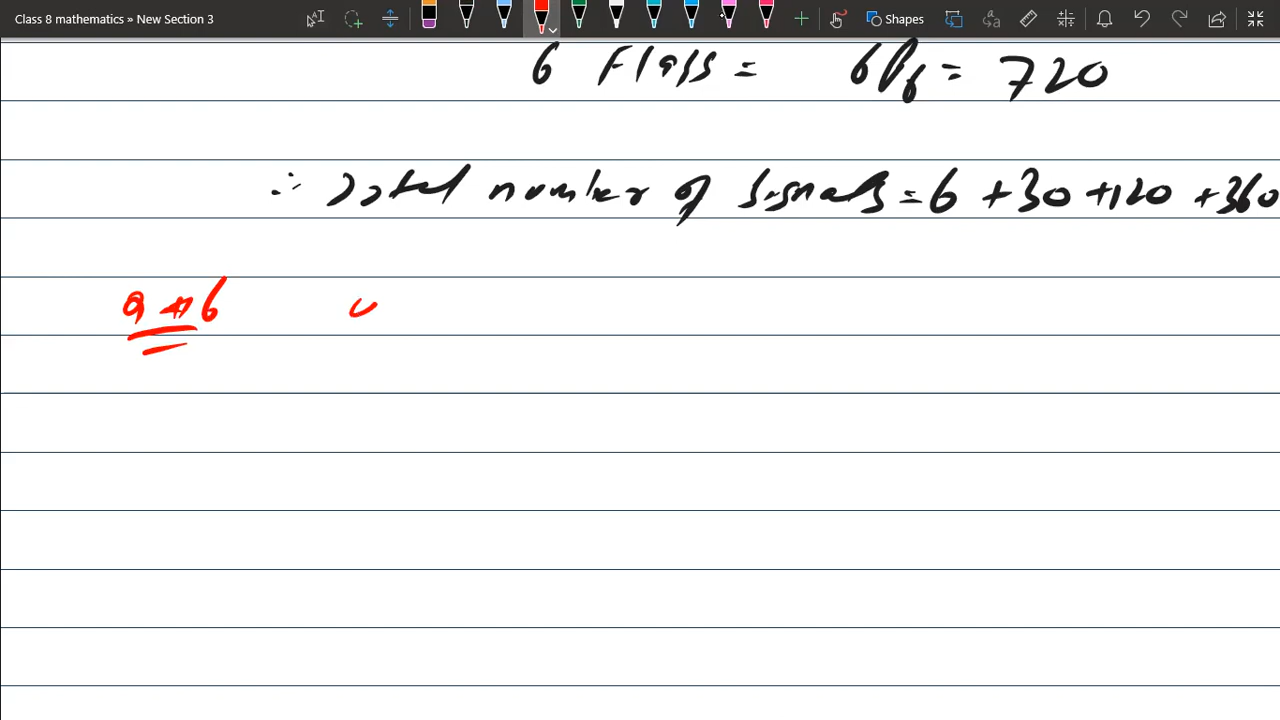 Class 8 mathematics » New Section 3 Shapes
6 Flags = 6P6 = 720
∴ Total number of signals = 6 + 30 + 120 + 360
Q no 6